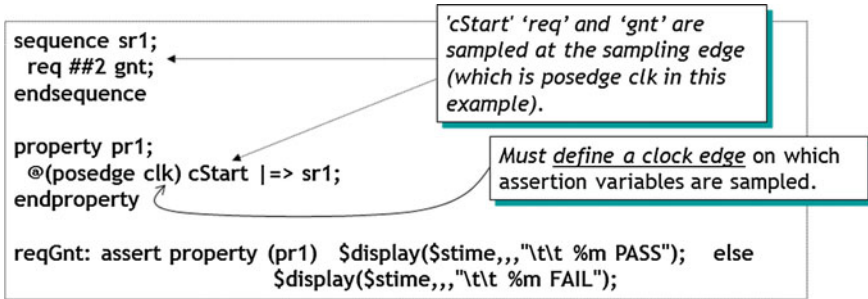 sequence sr1;
req ##2 gnt;
endsequence
property pr1;
@(posedge clk) cStart |=> sr1;
endproperty
reqGnt: assert property (pr1) $display($stime,,,"\t\t %m PASS"); else
$display($stime,,,"\t\t %m FAIL");
'cStart' ‘req’ and ‘gnt’ are
sampled at the sampling edge
(which is posedge clk in this
example).
Must define a clock edge on which
assertion variables are sampled.